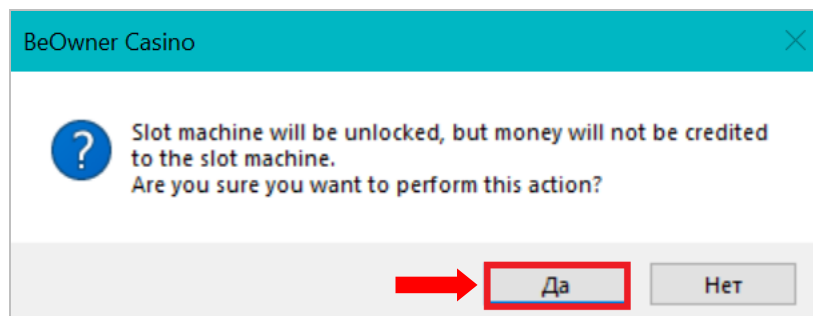 BeOwner Casino
Slot machine will be unlocked, but money will not be credited
to the slot machine.
Are you sure you want to perform this action?
Да
Нет